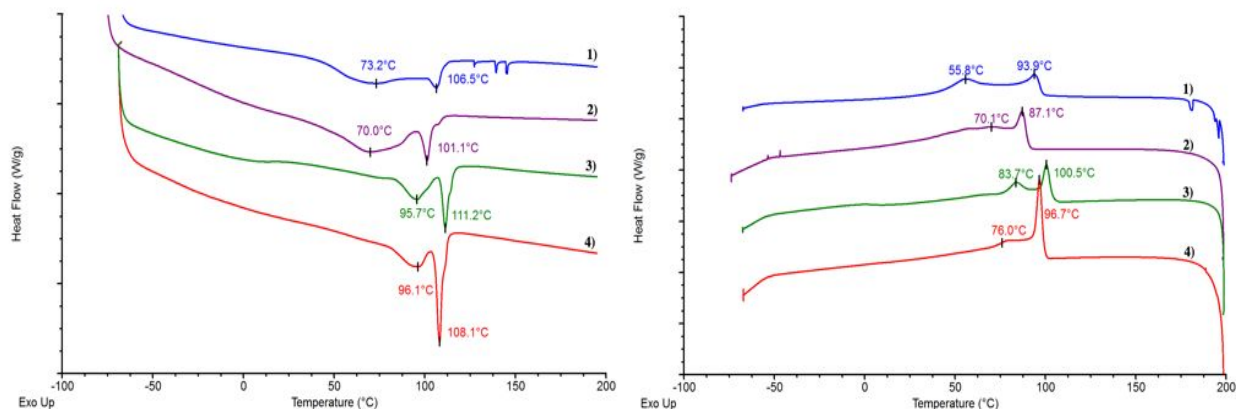 Heat Flow (W/g)
73.2°C
106.5°C
1)
70.0°C
101.1°C
2)
95.7°C
111.2°C
3)
96.1°C
108.1°C
4)
-100 -50 0 50 100 150 200
Exo Up
Temperature (°C)
Heat Flow (W/g)
55.8°C
93.9°C
1)
70.1°C
87.1°C
2)
83.7°C
100.5°C
3)
76.0°C
96.7°C
4)
-100 -50 0 50 100 150 200
Exo Up
Temperature (°C)